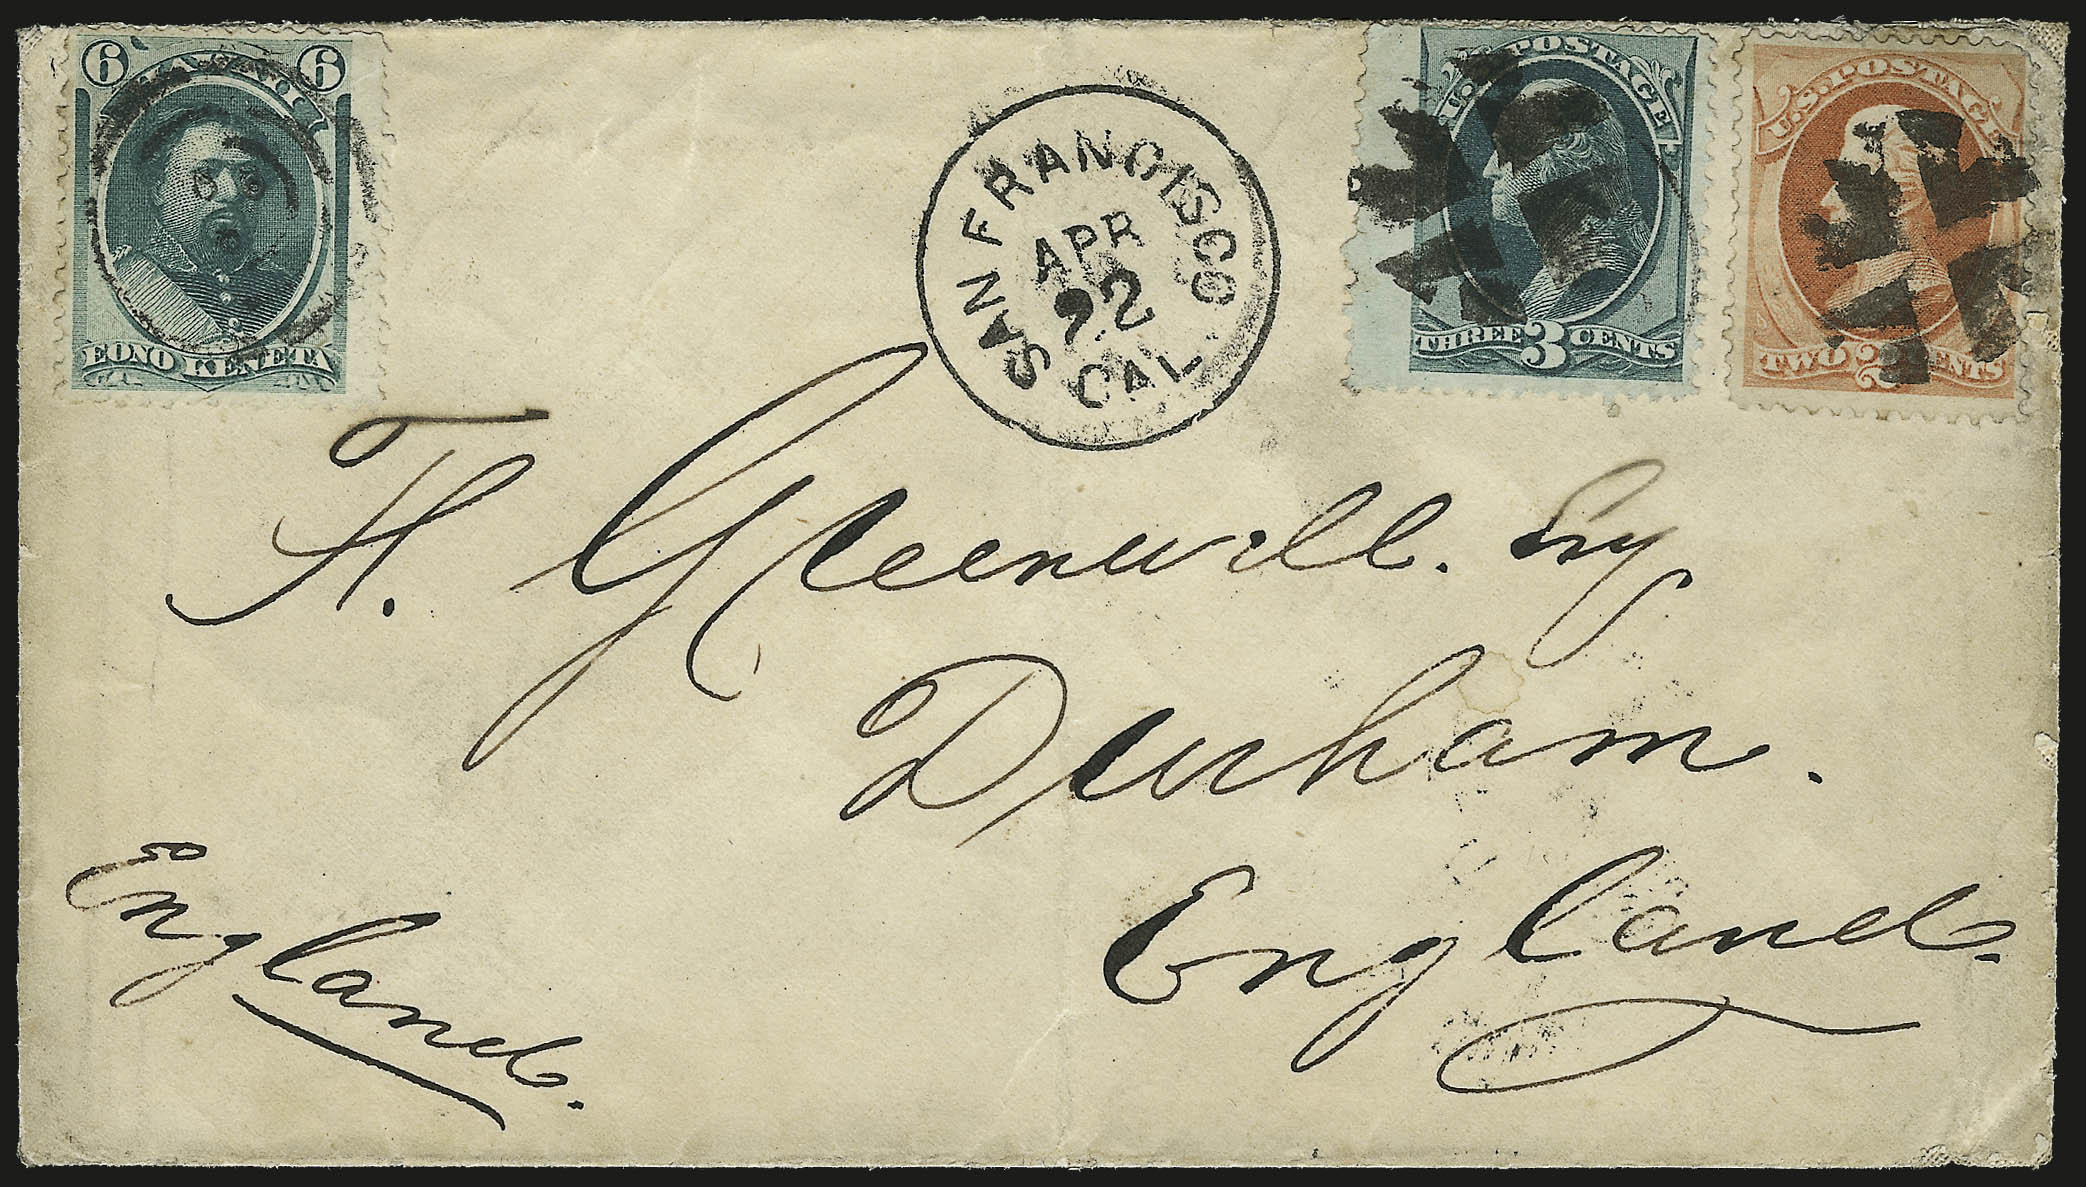 6 6
EONO KENETA
SAN FRANCISCO
APR
22
CAL
U.S. POSTAGE
THREE 3 CENTS
U.S. POSTAGE
TWO 2 CENTS
H. Greenwell. Esq
Durham.
England.
England.